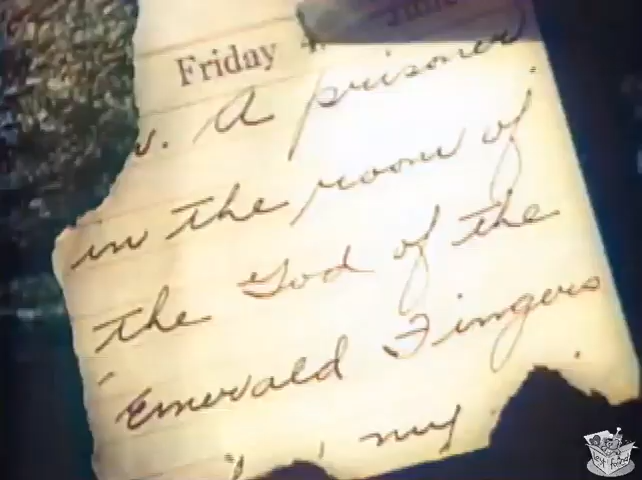 Friday
. A prisoner
in the room of
the God of the
Emerald Fingers
my